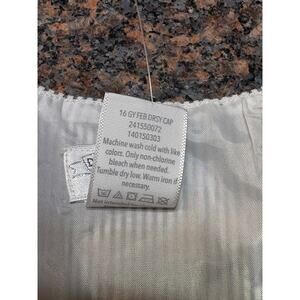 16 GY FEB DRSY CAP
241550072
140150303
Machine wash cold with like
colors. Only non-chlorine
bleach when needed.
Tumble dry low. Warm iron if
necessary.